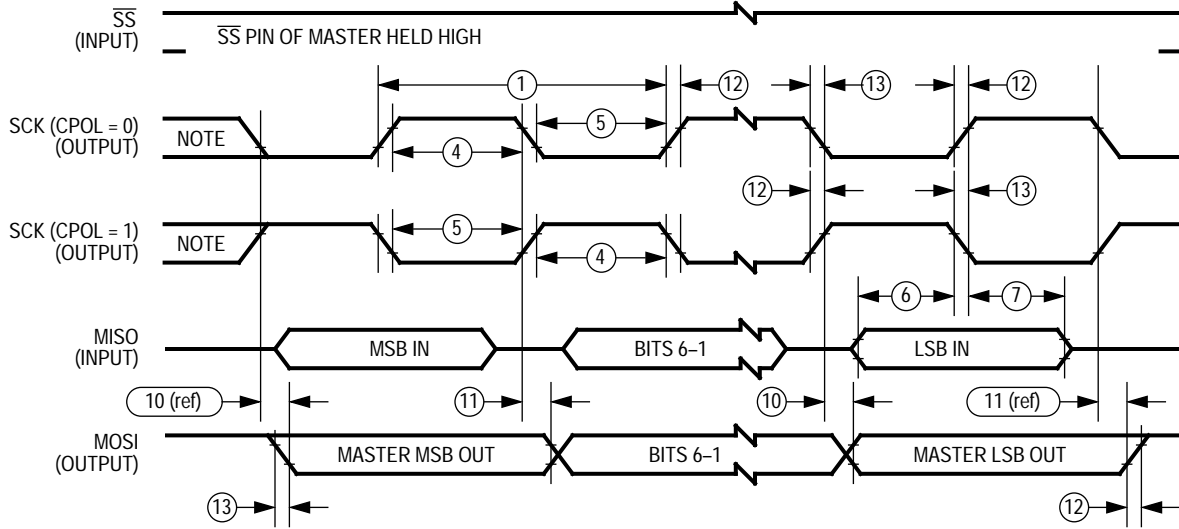 SS
(INPUT)
SS PIN OF MASTER HELD HIGH
1
12
13
12
SCK (CPOL = 0)
(OUTPUT)
NOTE
5
4
12
13
SCK (CPOL = 1)
(OUTPUT)
NOTE
5
4
6
7
MISO
(INPUT)
MSB IN
BITS 6–1
LSB IN
10 (ref)
11
10
11 (ref)
MOSI
(OUTPUT)
MASTER MSB OUT
BITS 6–1
MASTER LSB OUT
13
12